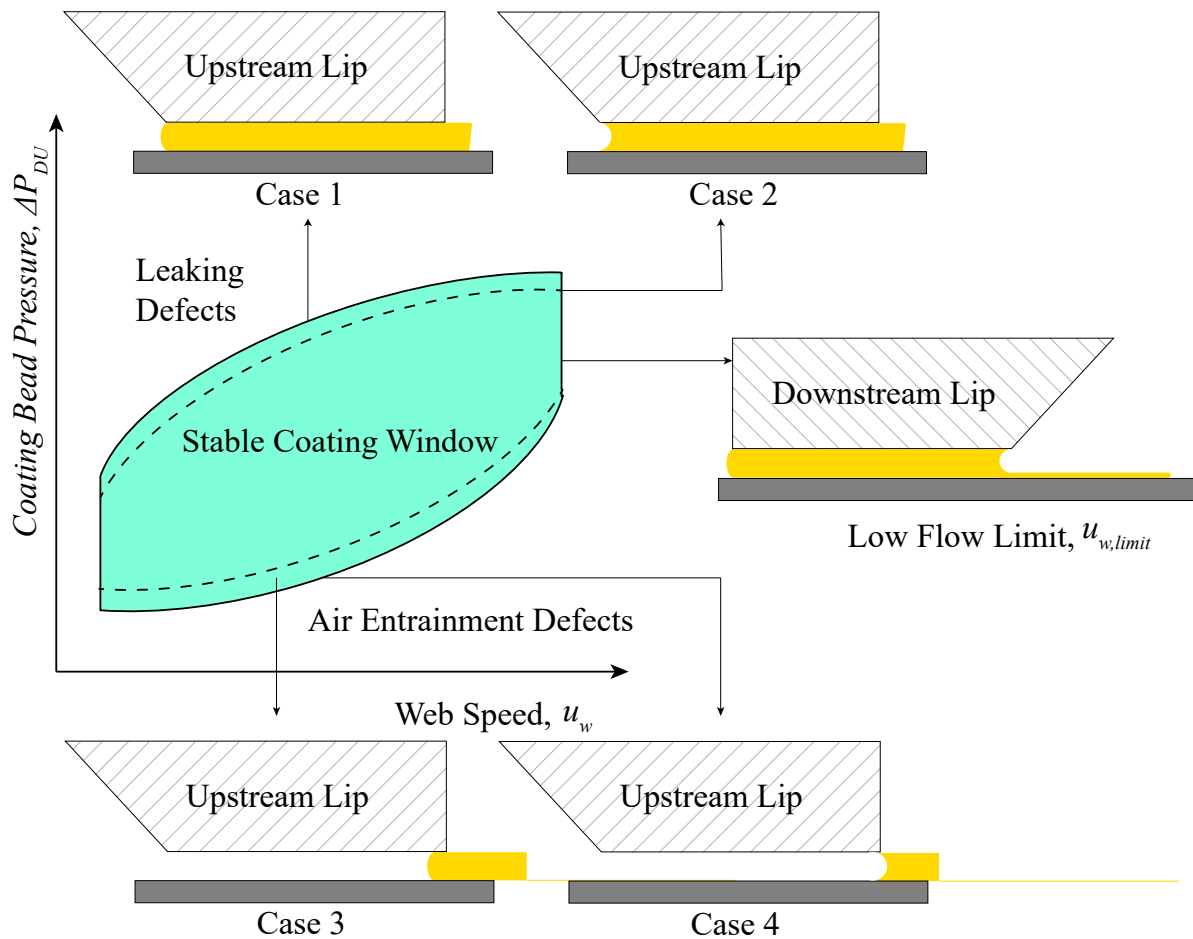 Upstream Lip
Upstream Lip
Case 1
Case 2
Coating Bead Pressure, ΔP_DU
Leaking
Defects
Stable Coating Window
Downstream Lip
Low Flow Limit, u_w,limit
Air Entrainment Defects
Web Speed, u_w
Upstream Lip
Upstream Lip
Case 3
Case 4